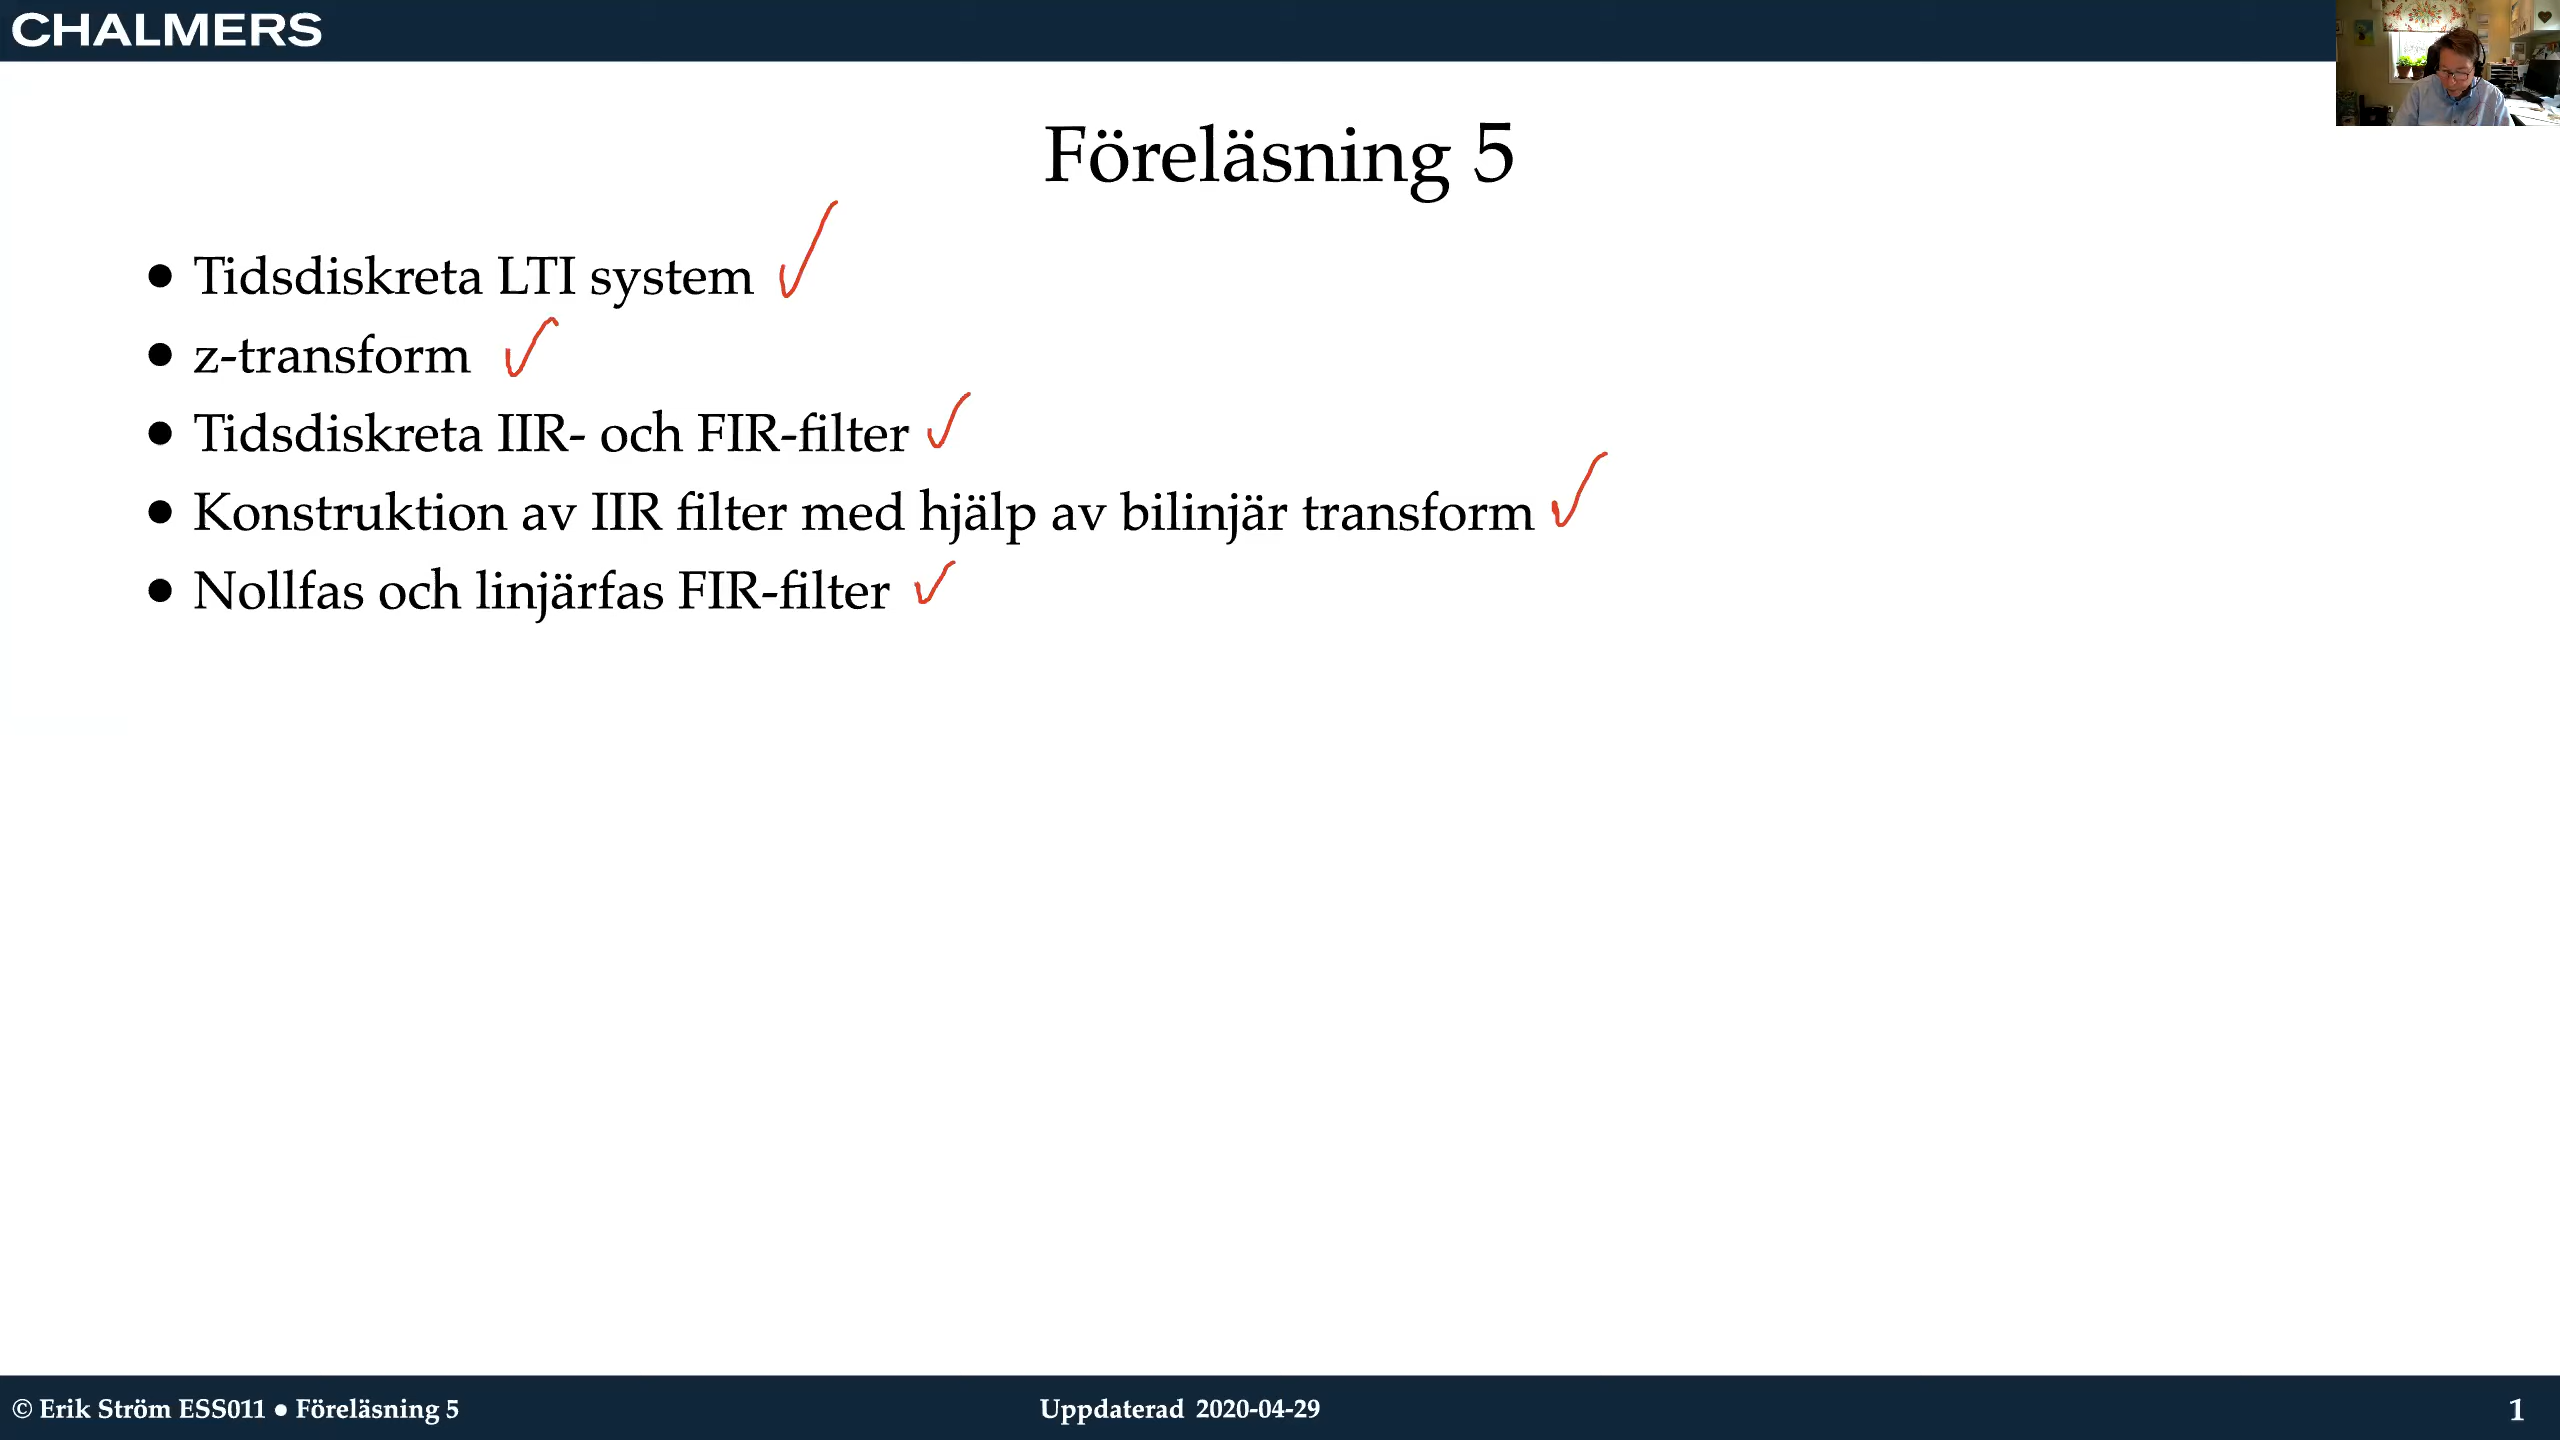 CHALMERS
Föreläsning 5
• Tidsdiskreta LTI system
• z-transform
• Tidsdiskreta IIR- och FIR-filter
• Konstruktion av IIR filter med hjälp av bilinjär transform
• Nollfas och linjärfas FIR-filter
© Erik Ström ESS011 • Föreläsning 5 Uppdaterad 2020-04-29 1